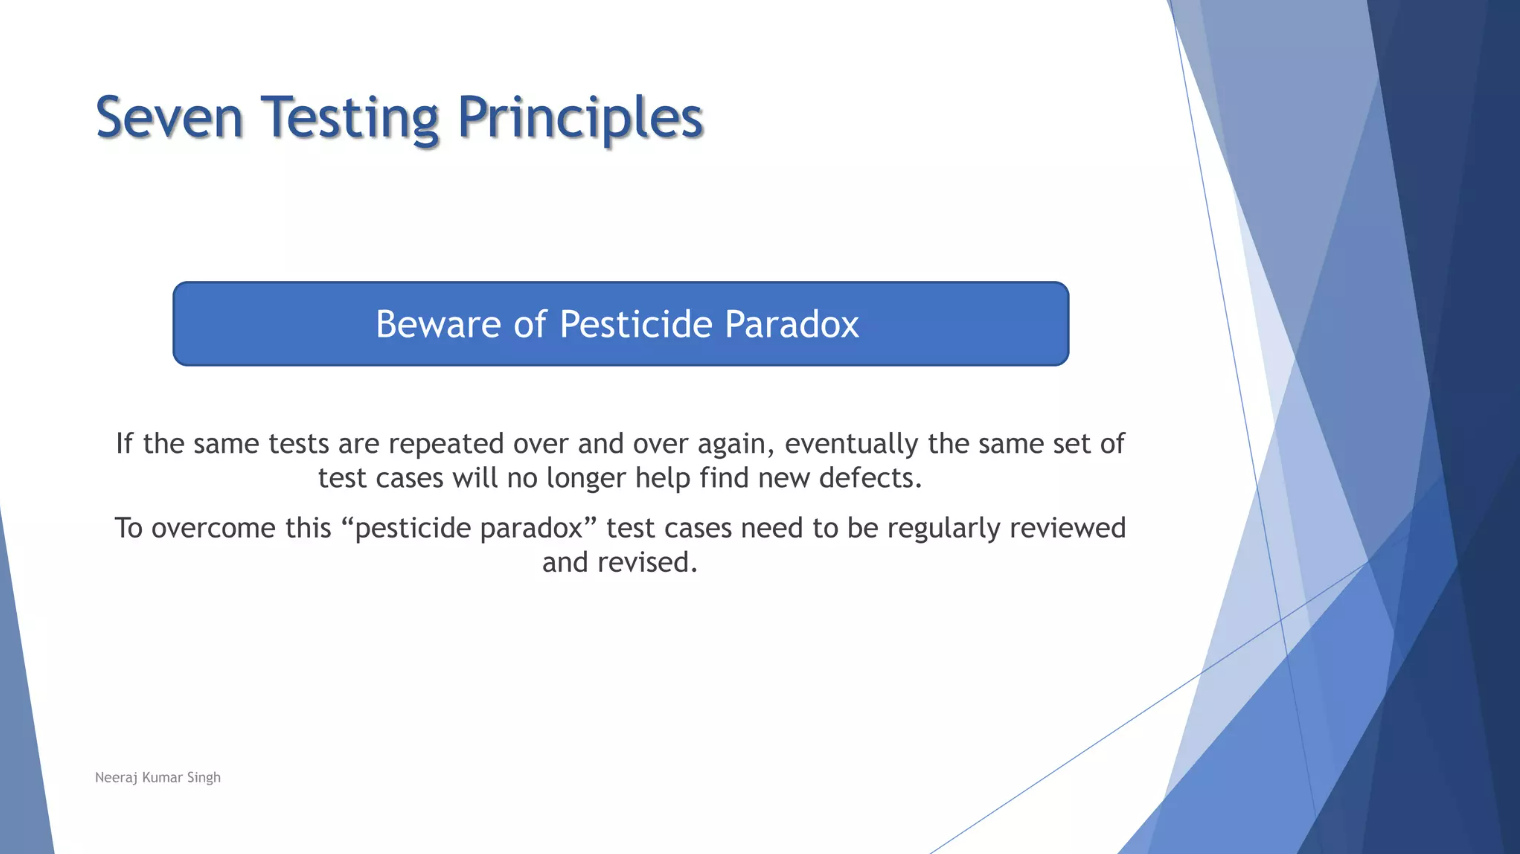 Seven Testing Principles
Beware of Pesticide Paradox
If the same tests are repeated over and over again, eventually the same set of
test cases will no longer help find new defects.
To overcome this “pesticide paradox” test cases need to be regularly reviewed
and revised.
Neeraj Kumar Singh